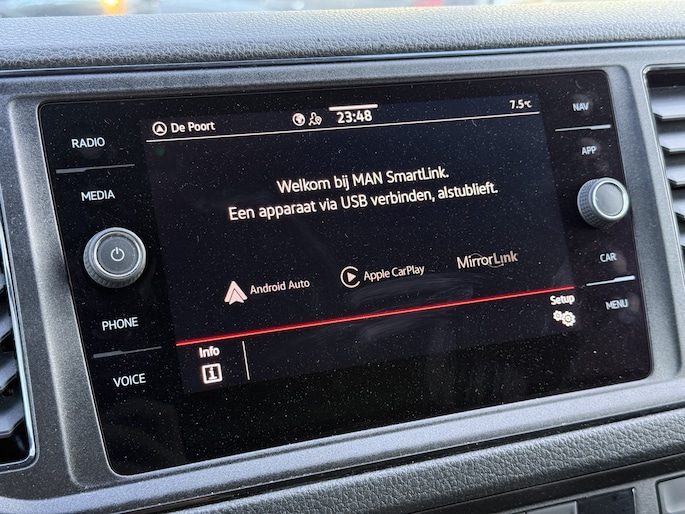 RADIO
MEDIA
PHONE
VOICE
De Poort
23:48
7.5°C
Welkom bij MAN SmartLink.
Een apparaat via USB verbinden, alstublieft.
Android Auto
Apple CarPlay
MirrorLink
Info
Setup
NAV
APP
CAR
MENU